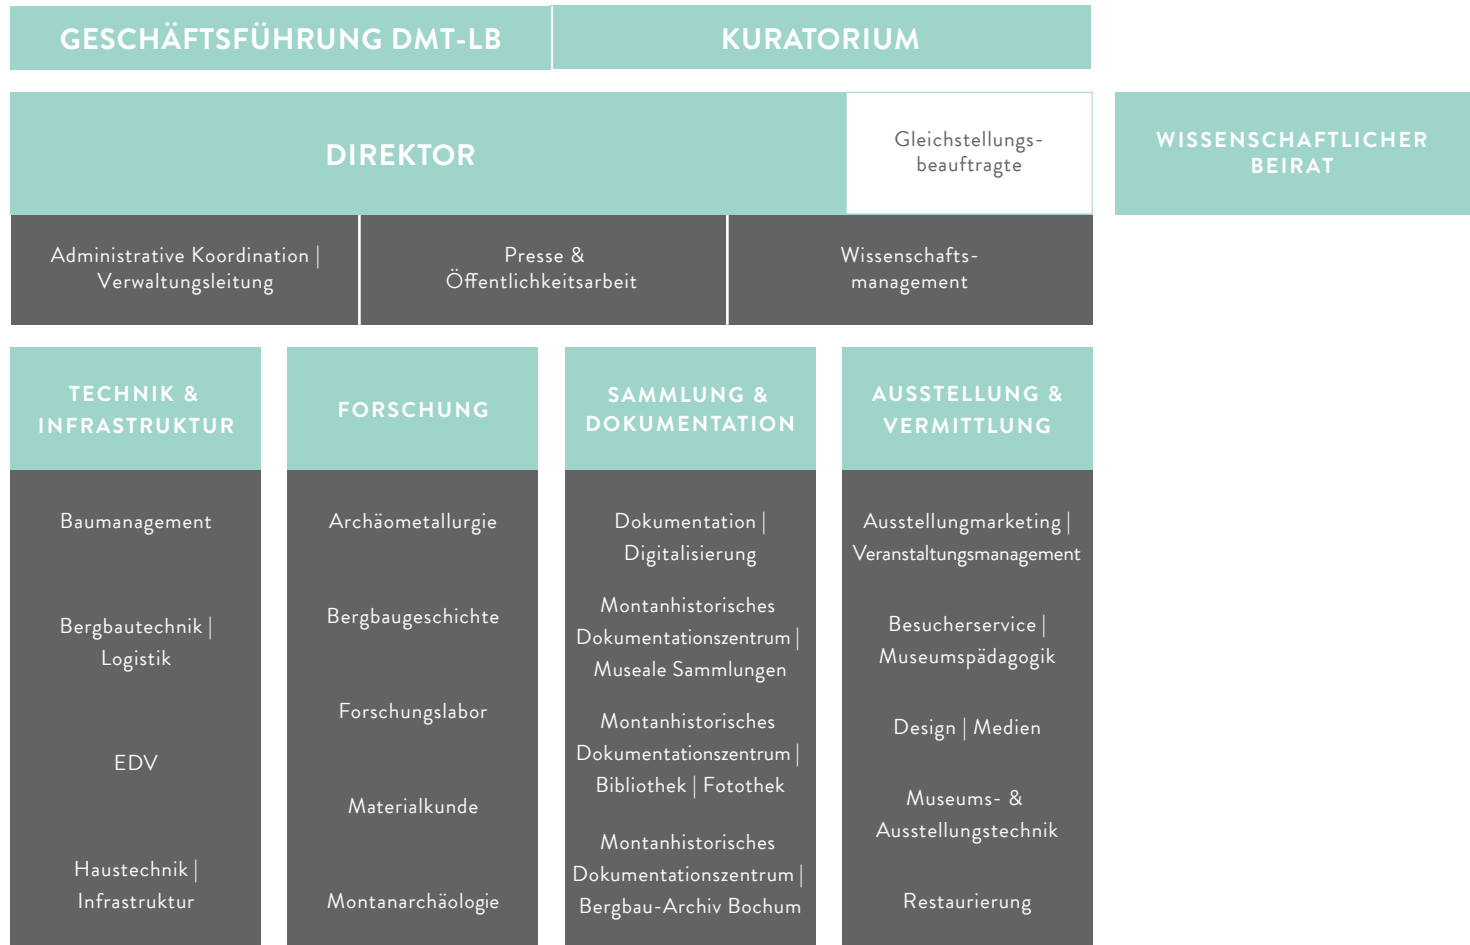 GESCHÄFTSFÜHRUNG DMT-LB
KURATORIUM
DIREKTOR
Gleichstellungs-
beauftragte
WISSENSCHAFTLICHER
BEIRAT
Administrative Koordination |
Verwaltungsleitung
Presse &
Öffentlichkeitsarbeit
Wissenschafts-
management
TECHNIK &
INFRASTRUKTUR
Baumanagement
Bergbautechnik |
Logistik
EDV
Haustechnik |
Infrastruktur
FORSCHUNG
Archäometallurgie
Bergbaugeschichte
Forschungslabor
Materialkunde
Montanarchäologie
SAMMLUNG &
DOKUMENTATION
Dokumentation |
Digitalisierung
Montanhistorisches
Dokumentationszentrum |
Museale Sammlungen
Montanhistorisches
Dokumentationszentrum |
Bibliothek | Fotothek
Montanhistorisches
Dokumentationszentrum |
Bergbau-Archiv Bochum
AUSSTELLUNG &
VERMITTLUNG
Ausstellungmarketing |
Veranstaltungsmanagement
Besucherservice |
Museumspädagogik
Design | Medien
Museums- &
Ausstellungstechnik
Restaurierung